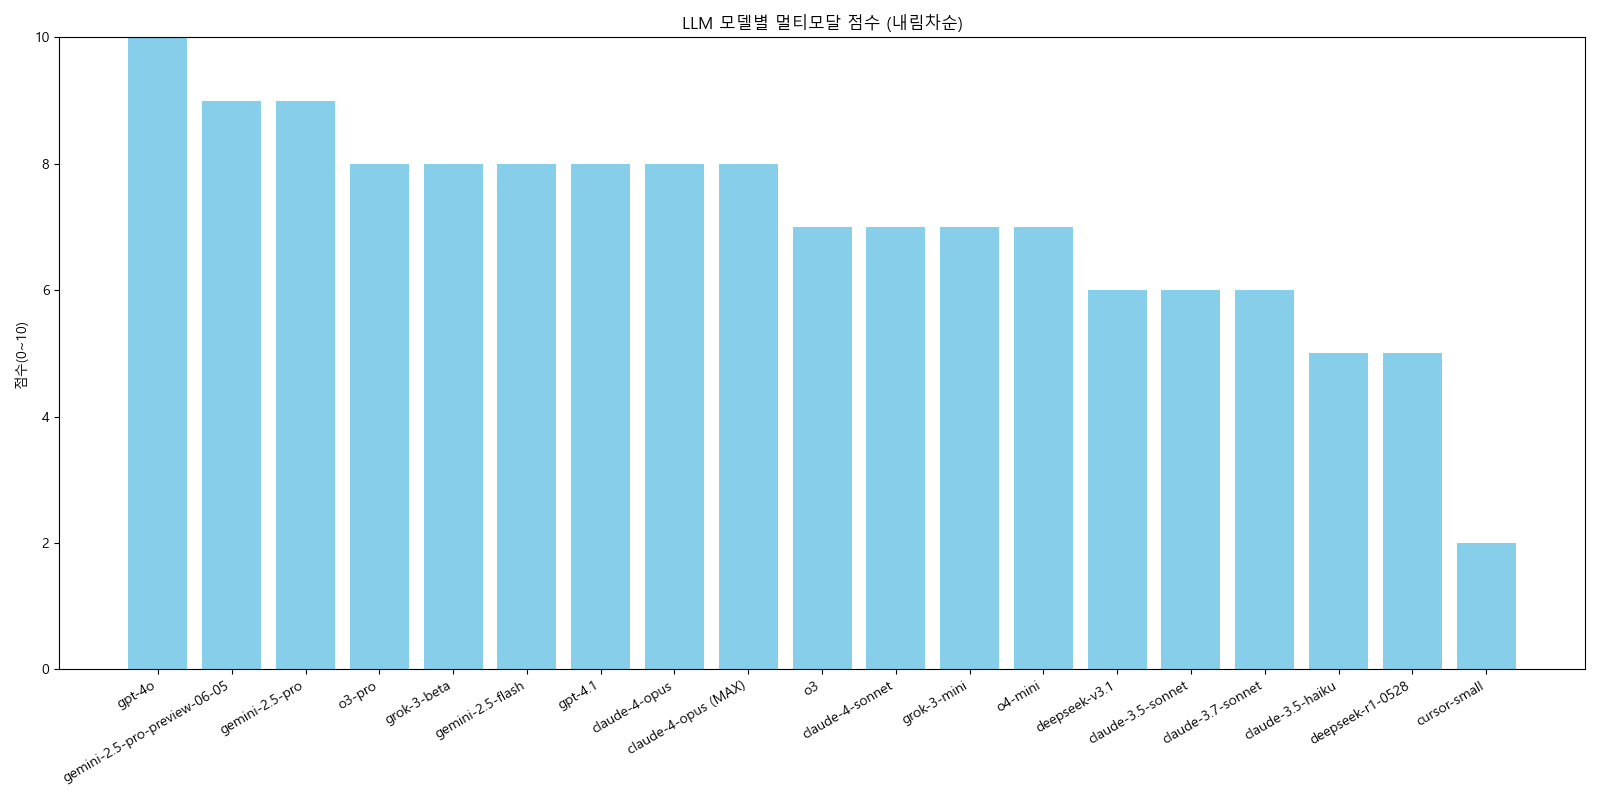 LLM 모델별 멀티모달 점수 (내림차순)
점수(0~10)
10
8
6
4
2
0
gpt-4o
gemini-2.5-pro-preview-06-05
gemini-2.5-pro
o3-pro
grok-3-beta
gemini-2.5-flash
gpt-4.1
claude-4-opus
claude-4-opus (MAX)
o3
claude-4-sonnet
grok-3-mini
o4-mini
deepseek-v3.1
claude-3.5-sonnet
claude-3.7-sonnet
claude-3.5-haiku
deepseek-r1-0528
cursor-small